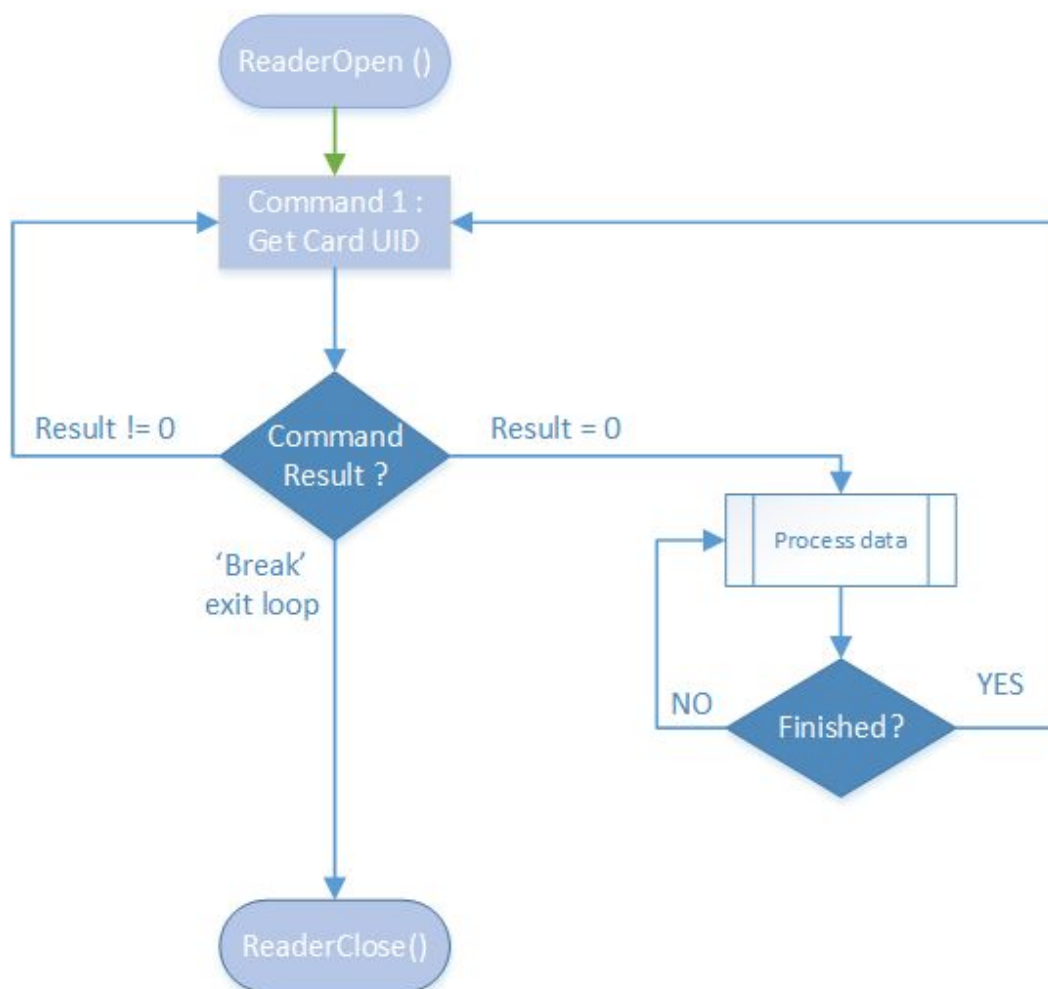 ReaderOpen ()
Command 1 :
Get Card UID
Result != 0
Command
Result ?
Result = 0
‘Break’
exit loop
Process data
NO
Finished?
YES
ReaderClose()